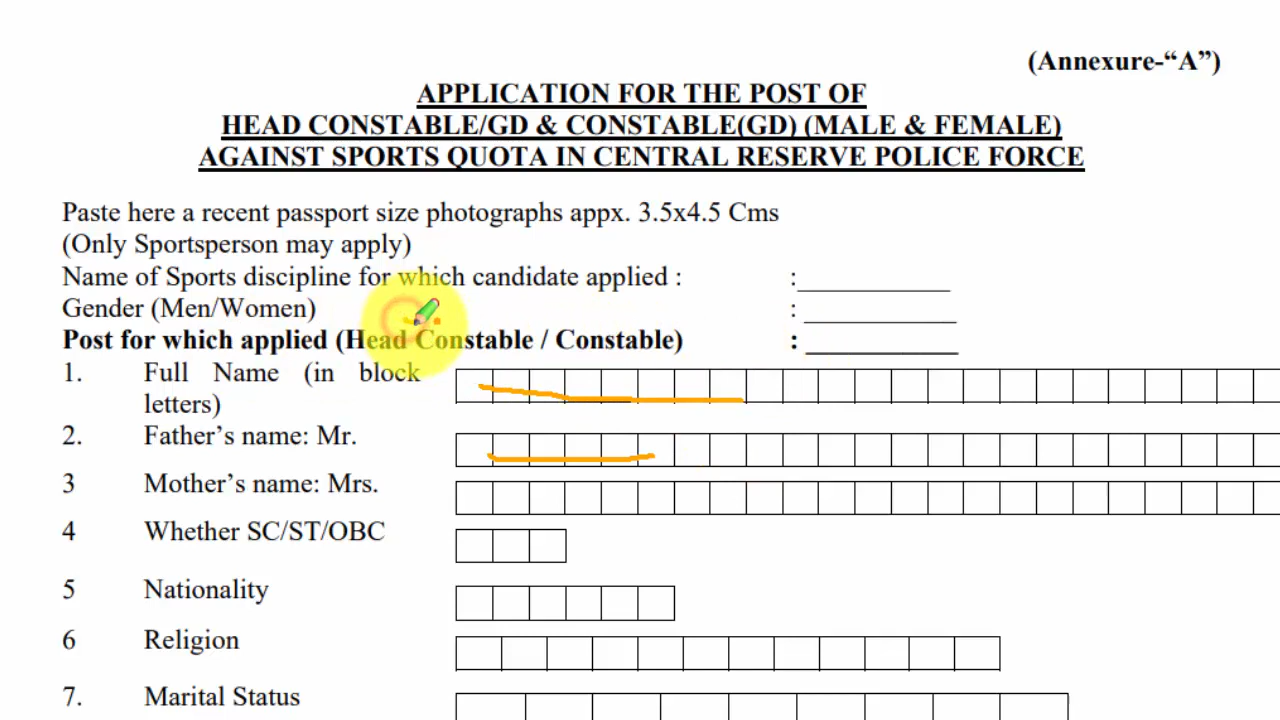 (Annexure-“A”)
APPLICATION FOR THE POST OF
HEAD CONSTABLE/GD & CONSTABLE(GD) (MALE & FEMALE)
AGAINST SPORTS QUOTA IN CENTRAL RESERVE POLICE FORCE
Paste here a recent passport size photographs appx. 3.5x4.5 Cms
(Only Sportsperson may apply)
Name of Sports discipline for which candidate applied : :___________
Gender (Men/Women) : ___________
Post for which applied (Head Constable / Constable) : ___________
1. Full Name (in block
letters)
2. Father’s name: Mr.
3 Mother’s name: Mrs.
4 Whether SC/ST/OBC
5 Nationality
6 Religion
7. Marital Status